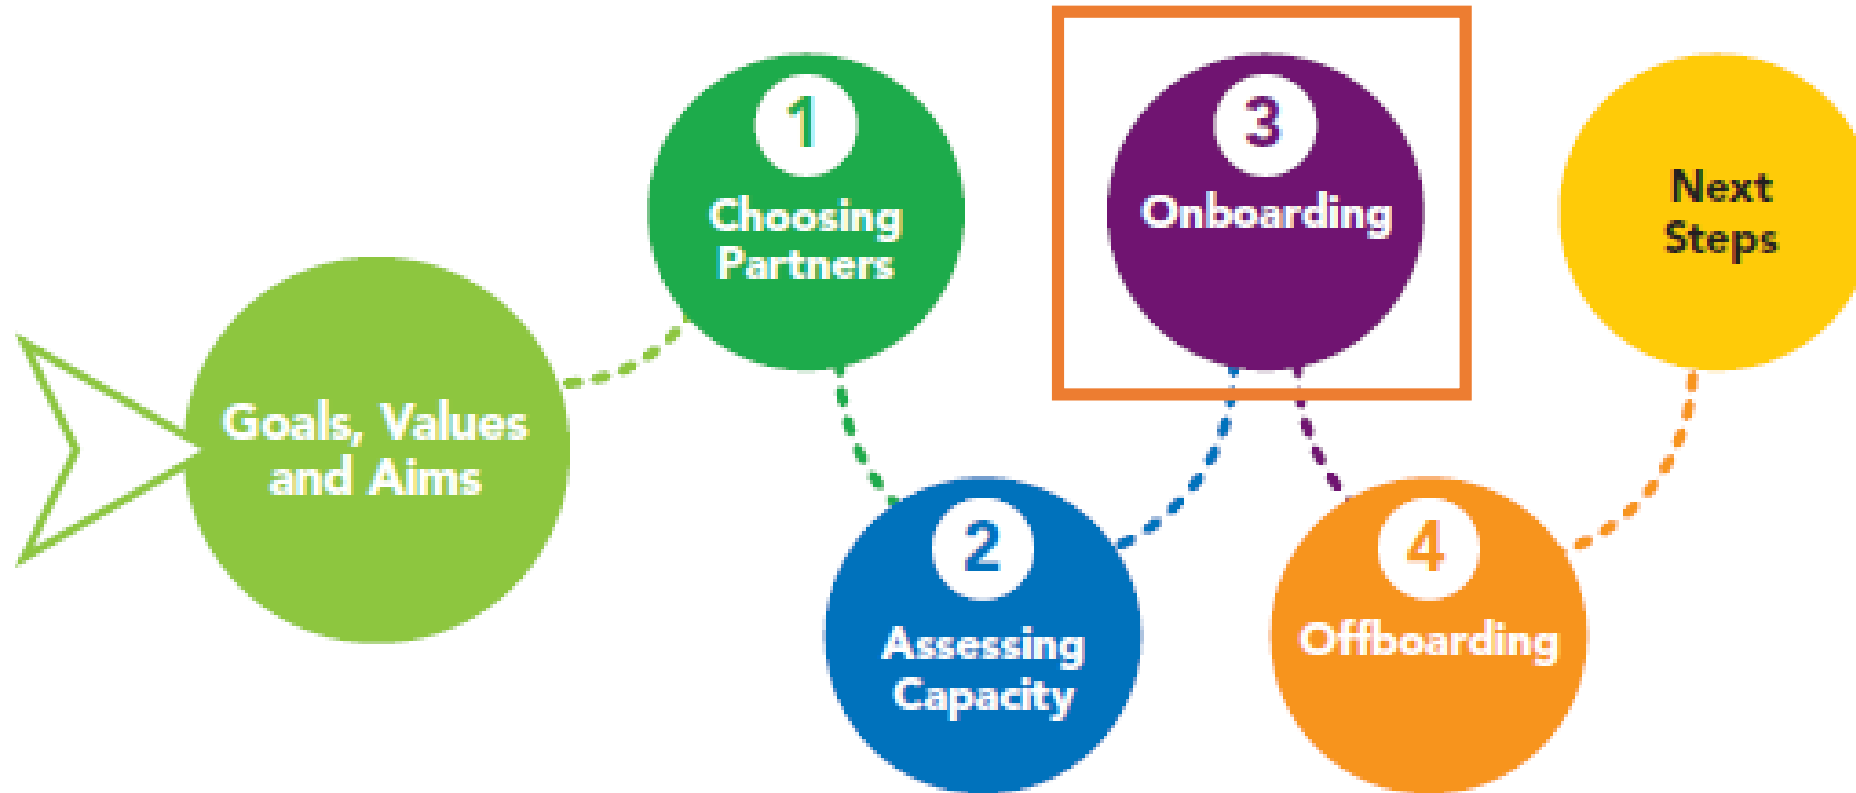 Goals, Values
and Aims
1
Choosing
Partners
2
Assessing
Capacity
3
Onboarding
4
Offboarding
Next
Steps